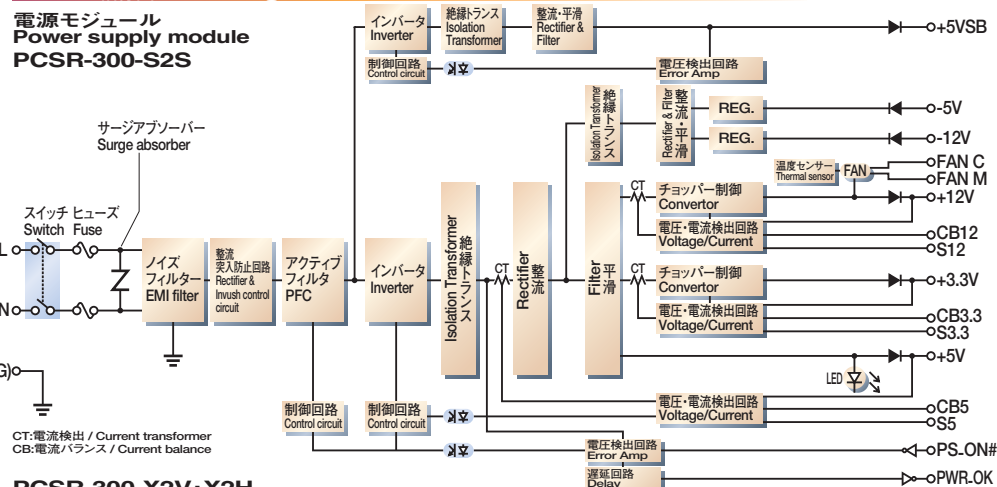 電源モジュール
Power supply module
PCSR-300-S2S
インバータ
Inverter
絶縁トランス
Isolation
Transformer
整流・平滑
Rectifier &
Filter
+5VSB
制御回路
Control circuit
電圧検出回路
Error Amp
Isolation Transformer
絶縁トランス
Rectifier & Filter
整流・平滑
REG.
-5V
REG.
-12V
サージアブソーバー
Surge absorber
温度センサー
Thermal sensor
FAN
FAN C
FAN M
CT
チョッパー制御
Convertor
+12V
電圧・電流検出回路
Voltage/Current
CB12
S12
スイッチ
Switch
ヒューズ
Fuse
L
N
G)
ノイズ
フィルター
EMI filter
整流
突入防止回路
Rectifier &
Invush control
circuit
アクティブ
フィルタ
PFC
インバータ
Inverter
Isolation Transformer
絶縁トランス
CT
Rectifier
整流
Filter
平滑
CT
チョッパー制御
Convertor
+3.3V
電圧・電流検出回路
Voltage/Current
CB3.3
S3.3
+5V
LED
制御回路
Control circuit
制御回路
Control circuit
電圧・電流検出回路
Voltage/Current
CB5
S5
電圧検出回路
Error Amp
PS-ON#
遅延回路
Delay
PWR-OK
CT:電流検出 / Current transformer
CB:電流バランス / Current balance
PCSR-300-X2V・X2H